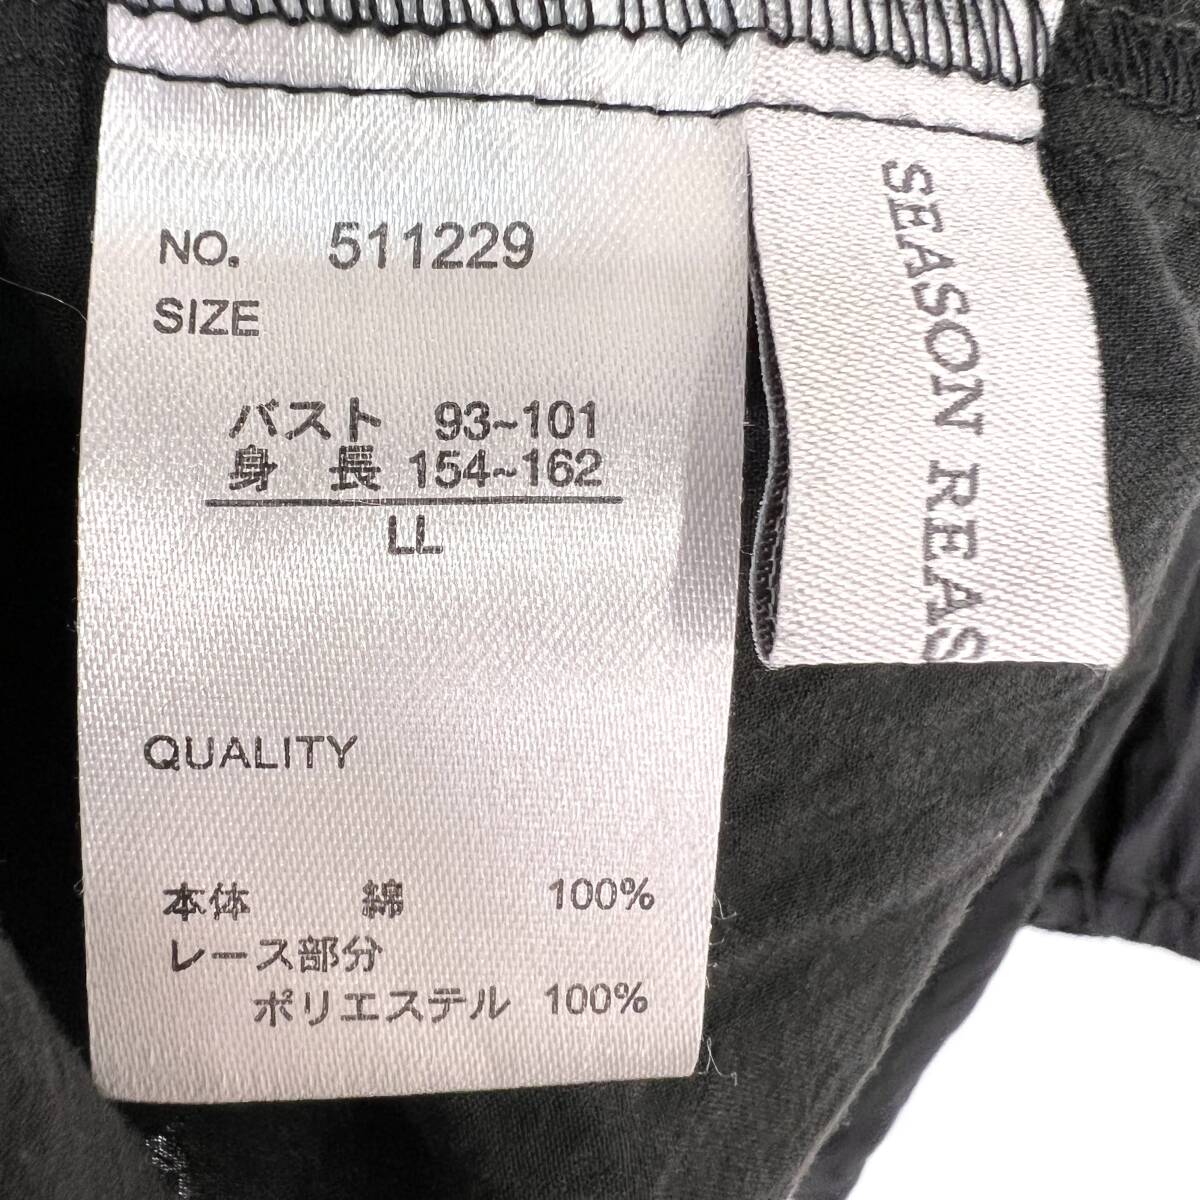 NO. 511229
SIZE
バスト 93~101
身 長 154~162
LL
QUALITY
本体 綿 100%
レース部分
ポリエステル 100%
SEASON REAS